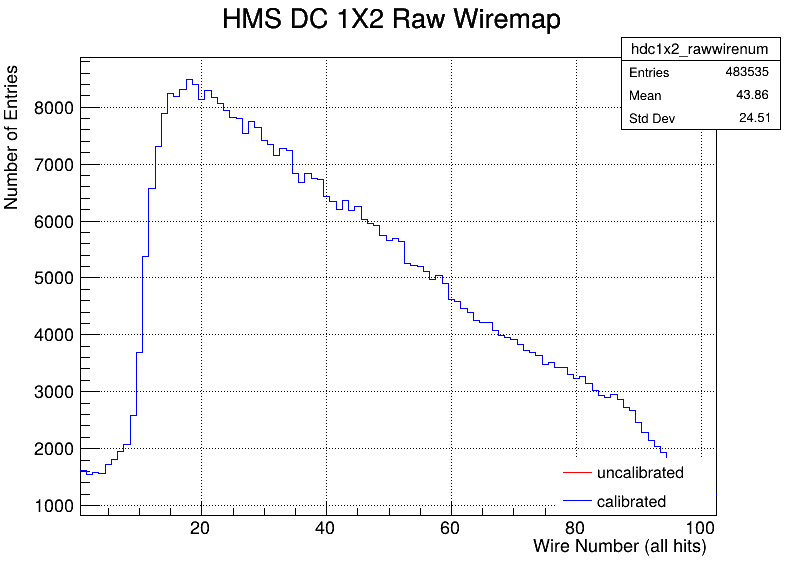 HMS DC 1X2 Raw Wiremap
hdc1x2_rawwirenum
Entries 483535
Mean 43.86
Std Dev 24.51
Number of Entries
8000
7000
6000
5000
4000
3000
2000
1000
uncalibrated
calibrated
20 40 60 80 100
Wire Number (all hits)